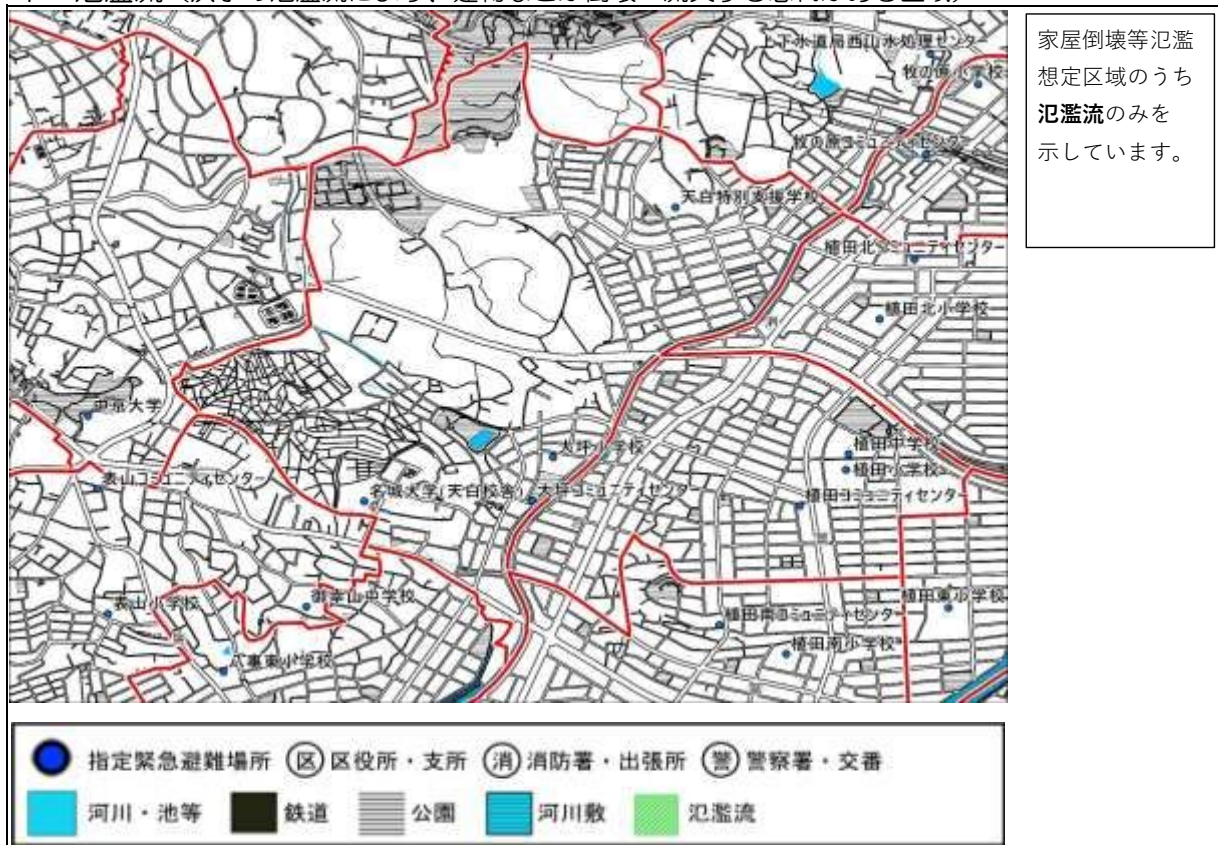 家屋倒壊等氾濫
想定区域のうち
氾濫流のみを
示しています。
上下水道局西山水処理センター
牧の原小学校
牧の原コミュニティセンター
天白特別支援学校
植田北コミュニティセンター
植田北小学校
中京大学
大坪小学校
植田中学校
植田小学校
表山コミュニティセンター
名城大学(天白校舎)
大坪コミュニティセンター
植田コミュニティセンター
表山小学校
御幸山中学校
植田東小学校
植田南コミュニティセンター
八事東小学校
植田南小学校
指定緊急避難場所 区 区役所・支所 消 消防署・出張所 警 警察署・交番
河川・池等 鉄道 公園 河川敷 氾濫流